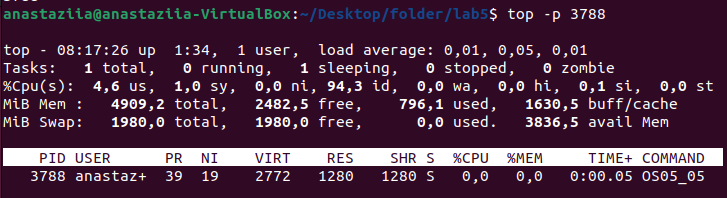 anastaziia@anastaziia-VirtualBox:~/Desktop/folder/lab5$ top -p 3788
top - 08:17:26 up  1:34,  1 user,  load average: 0,01, 0,05, 0,01
Tasks:   1 total,   0 running,   1 sleeping,   0 stopped,   0 zombie
%Cpu(s):  4,6 us,  1,0 sy,  0,0 ni, 94,3 id,  0,0 wa,  0,0 hi,  0,1 si,  0,0 st
MiB Mem :   4909,2 total,   2482,5 free,    796,1 used,   1630,5 buff/cache
MiB Swap:   1980,0 total,   1980,0 free,      0,0 used.   3836,5 avail Mem
PID USER      PR  NI    VIRT    RES    SHR S  %CPU  %MEM     TIME+ COMMAND
3788 anastaz+  39  19    2772   1280   1280 S   0,0   0,0   0:00.05 OS05_05